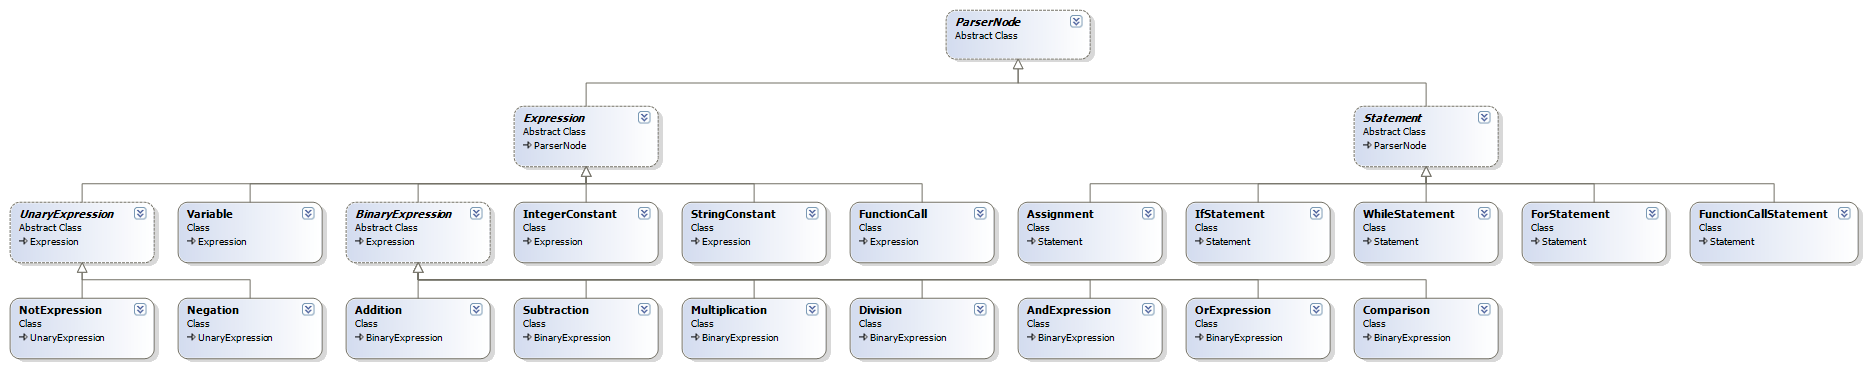 ParserNode
Abstract Class
Expression
Abstract Class
ParserNode
Statement
Abstract Class
ParserNode
UnaryExpression
Abstract Class
Expression
Variable
Class
Expression
BinaryExpression
Abstract Class
Expression
IntegerConstant
Class
Expression
StringConstant
Class
Expression
FunctionCall
Class
Expression
Assignment
Class
Statement
IfStatement
Class
Statement
WhileStatement
Class
Statement
ForStatement
Class
Statement
FunctionCallStatement
Class
Statement
NotExpression
Class
UnaryExpression
Negation
Class
UnaryExpression
Addition
Class
BinaryExpression
Subtraction
Class
BinaryExpression
Multiplication
Class
BinaryExpression
Division
Class
BinaryExpression
AndExpression
Class
BinaryExpression
OrExpression
Class
BinaryExpression
Comparison
Class
BinaryExpression